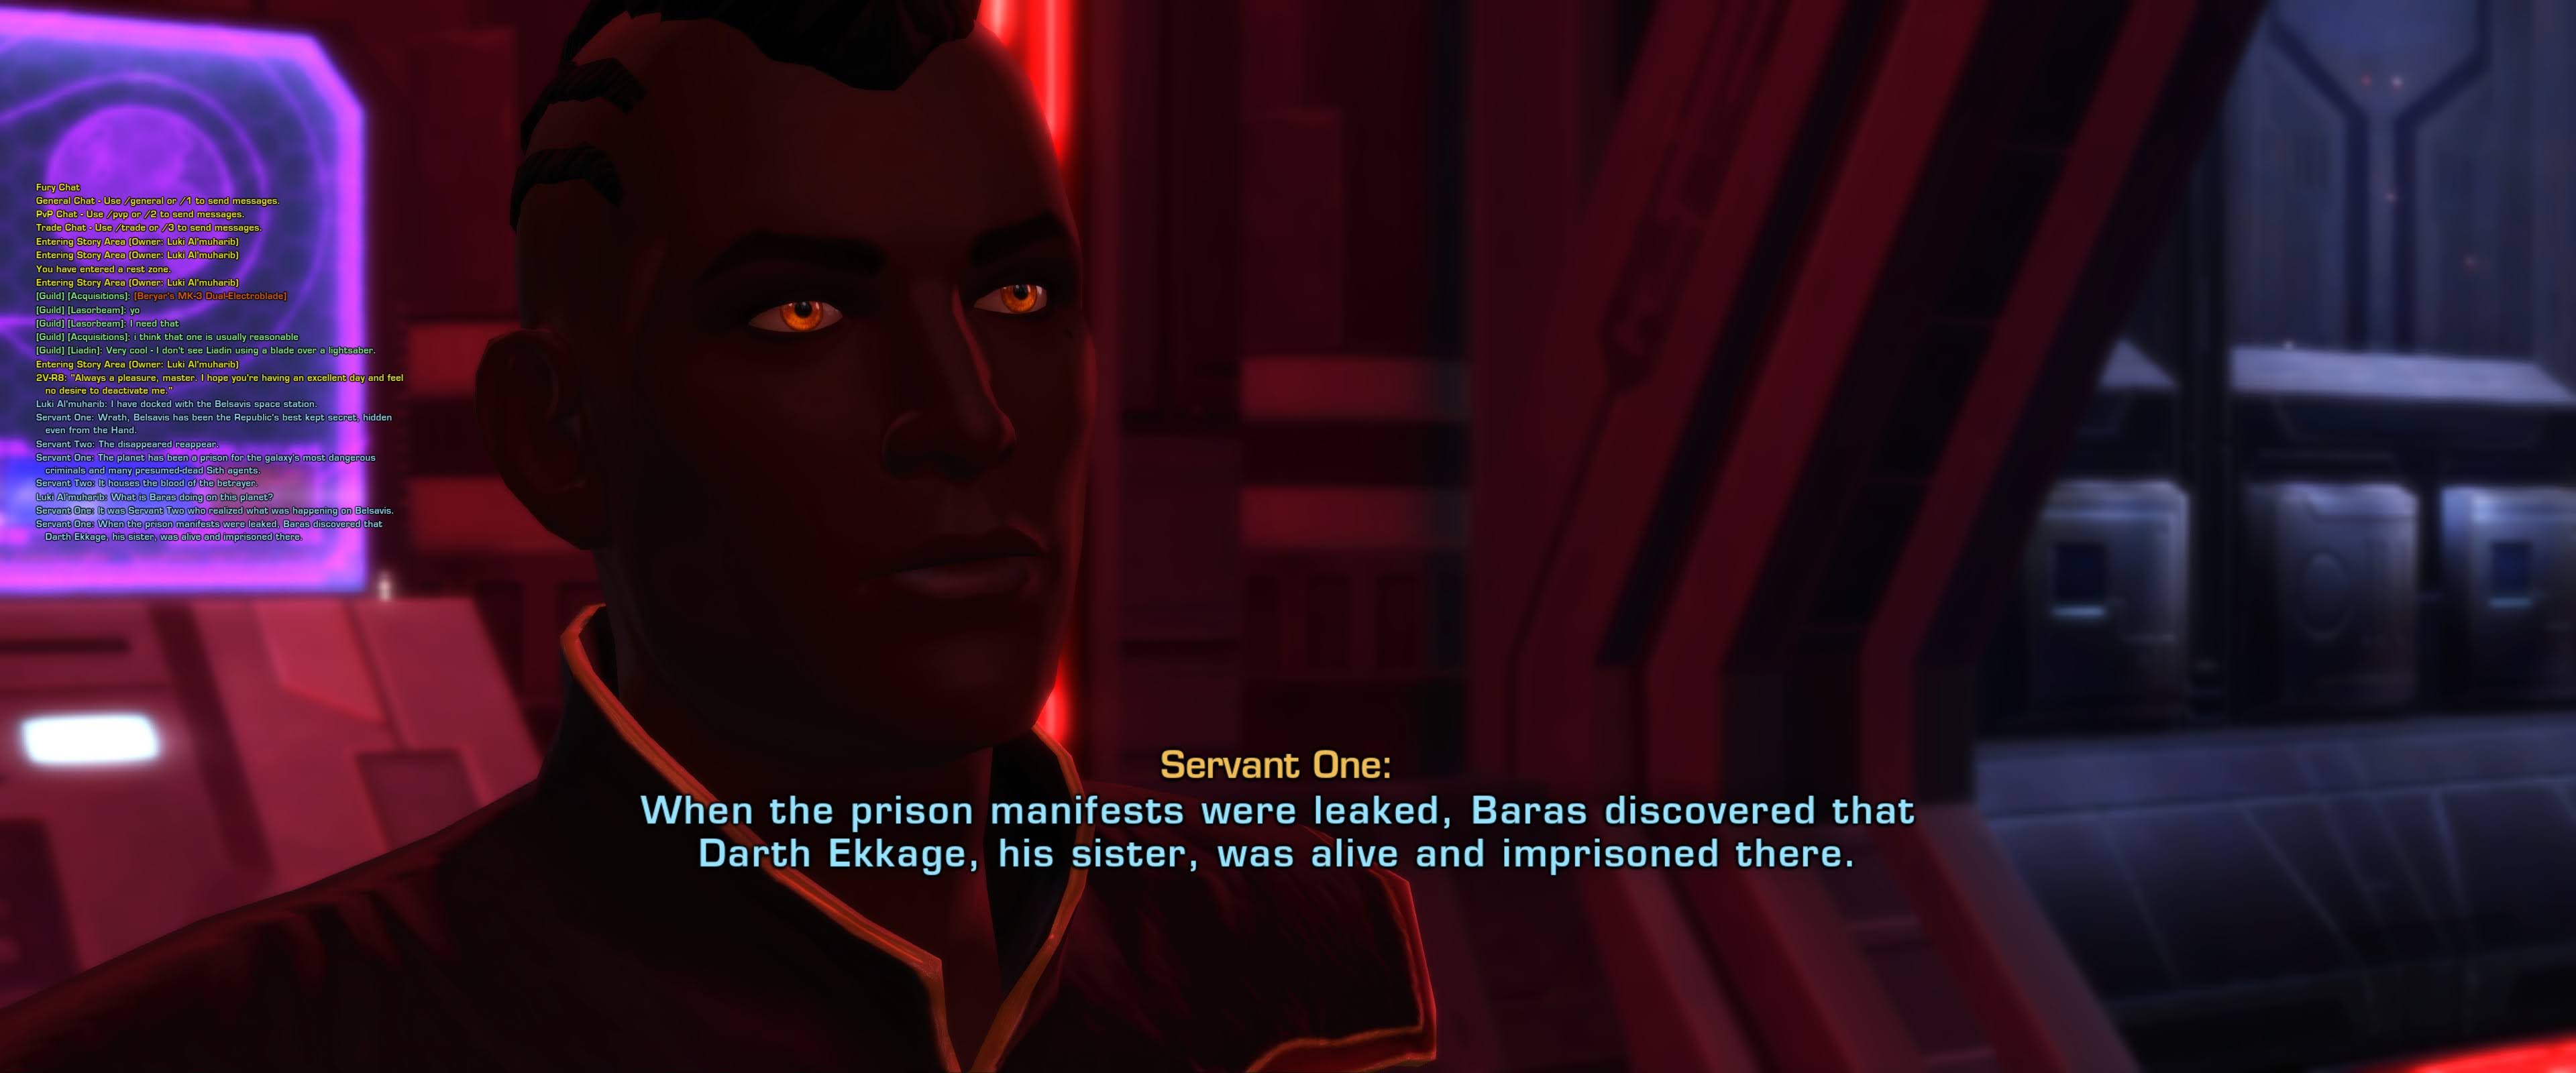 Fury Chat
General Chat - Use /general or /1 to send messages.
PvP Chat - Use /pvp or /2 to send messages.
Trade Chat - Use /trade or /3 to send messages.
Entering Story Area (Owner: Luki Al'muharib)
Entering Story Area (Owner: Luki Al'muharib)
You have entered a rest zone.
Entering Story Area (Owner: Luki Al'muharib)
[Guild] [Acquisitions]: [Beryar's MK-3 Dual-Electroblade]
[Guild] [Lasorbeam]: yo
[Guild] [Lasorbeam]: I need that
[Guild] [Acquisitions]: i think that one is usually reasonable
[Guild] [Liadin]: Very cool - I don't see Liadin using a blade over a lightsaber.
Entering Story Area (Owner: Luki Al'muharib)
2V-R8: "Always a pleasure, master. I hope you're having an excellent day and feel
no desire to deactivate me."
Luki Al'muharib: I have docked with the Belsavis space station.
Servant One: Wrath, Belsavis has been the Republic's best kept secret, hidden
even from the Hand.
Servant Two: The disappeared reappear.
Servant One: The planet has been a prison for the galaxy's most dangerous
criminals and many presumed-dead Sith agents.
Servant Two: It houses the blood of the betrayer.
Luki Al'muharib: What is Baras doing on this planet?
Servant One: It was Servant Two who realized what was happening on Belsavis.
Servant One: When the prison manifests were leaked, Baras discovered that
Darth Ekkage, his sister, was alive and imprisoned there.
Servant One:
When the prison manifests were leaked, Baras discovered that
Darth Ekkage, his sister, was alive and imprisoned there.